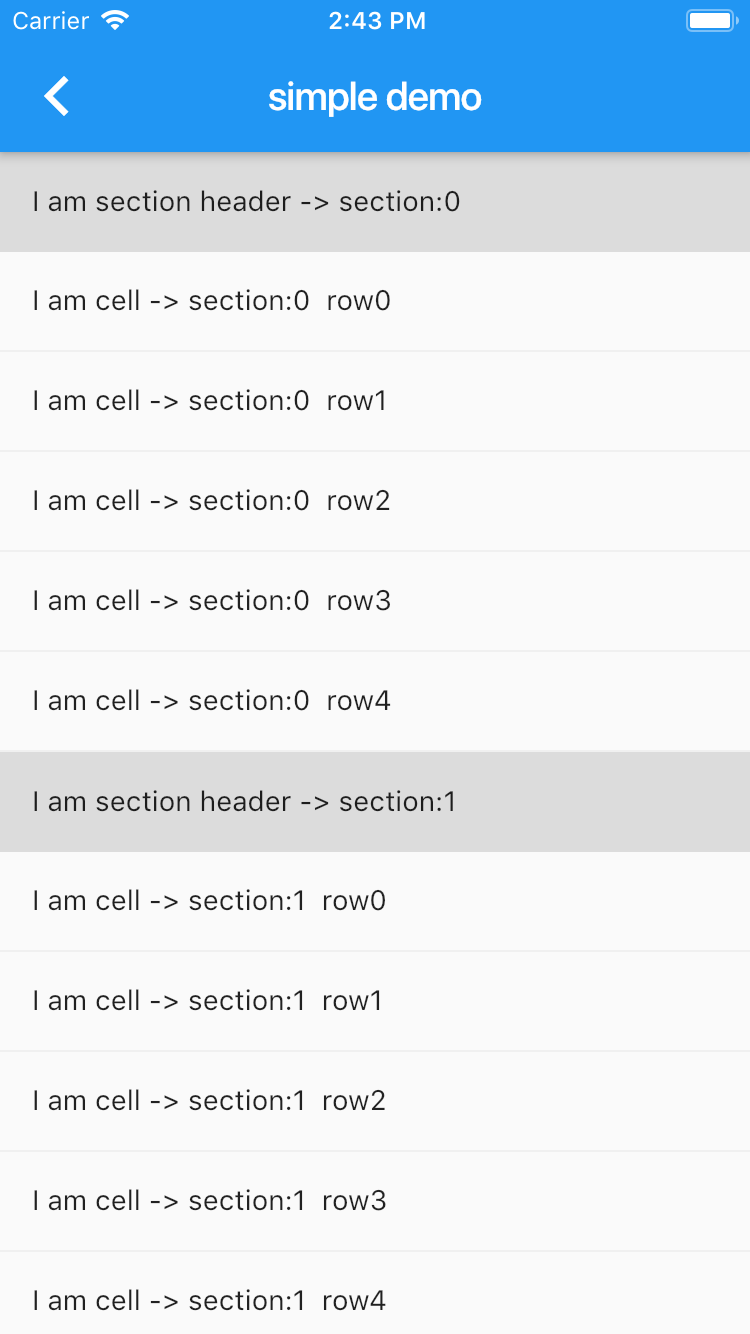 Carrier 2:43 PM
simple demo
I am section header -> section:0
I am cell -> section:0  row0
I am cell -> section:0  row1
I am cell -> section:0  row2
I am cell -> section:0  row3
I am cell -> section:0  row4
I am section header -> section:1
I am cell -> section:1  row0
I am cell -> section:1  row1
I am cell -> section:1  row2
I am cell -> section:1  row3
I am cell -> section:1  row4